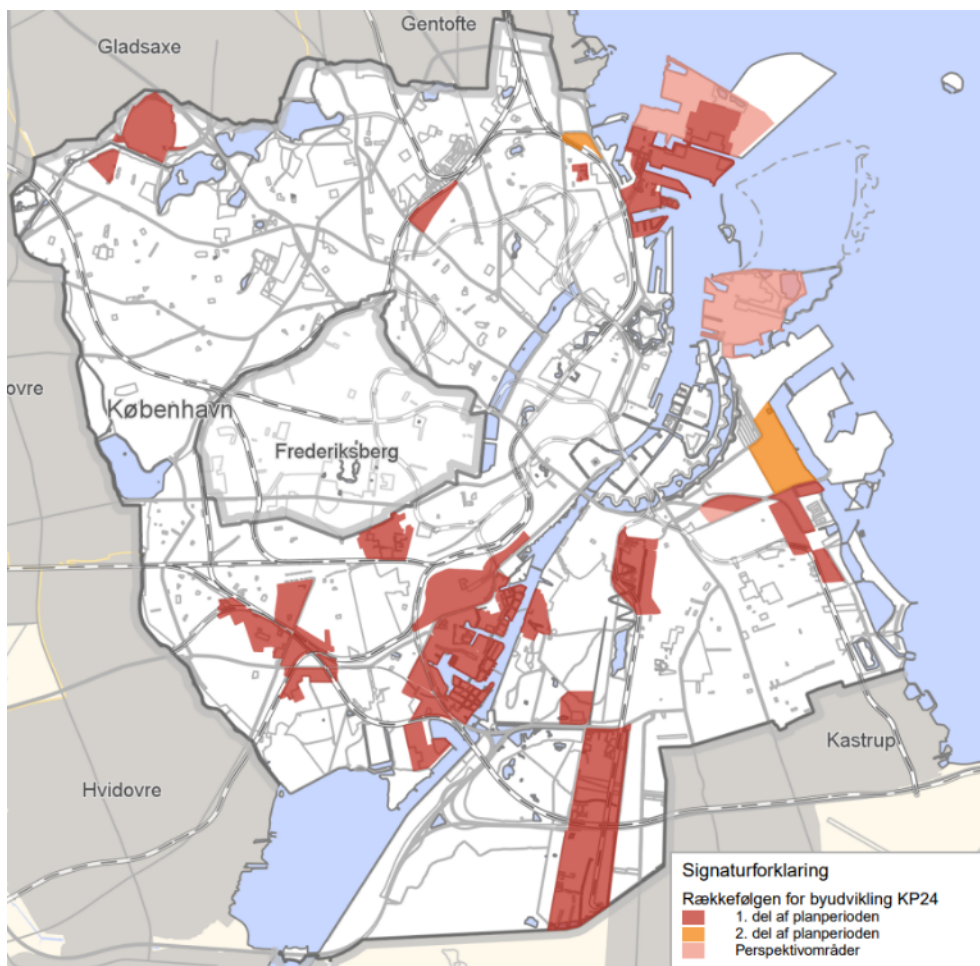 Gentofte
Gladsaxe
ovre
København
Frederiksberg
Kastrup
Hvidovre
Signaturforklaring
Rækkefølgen for byudvikling KP24
1. del af planperioden
2. del af planperioden
Perspektivområder